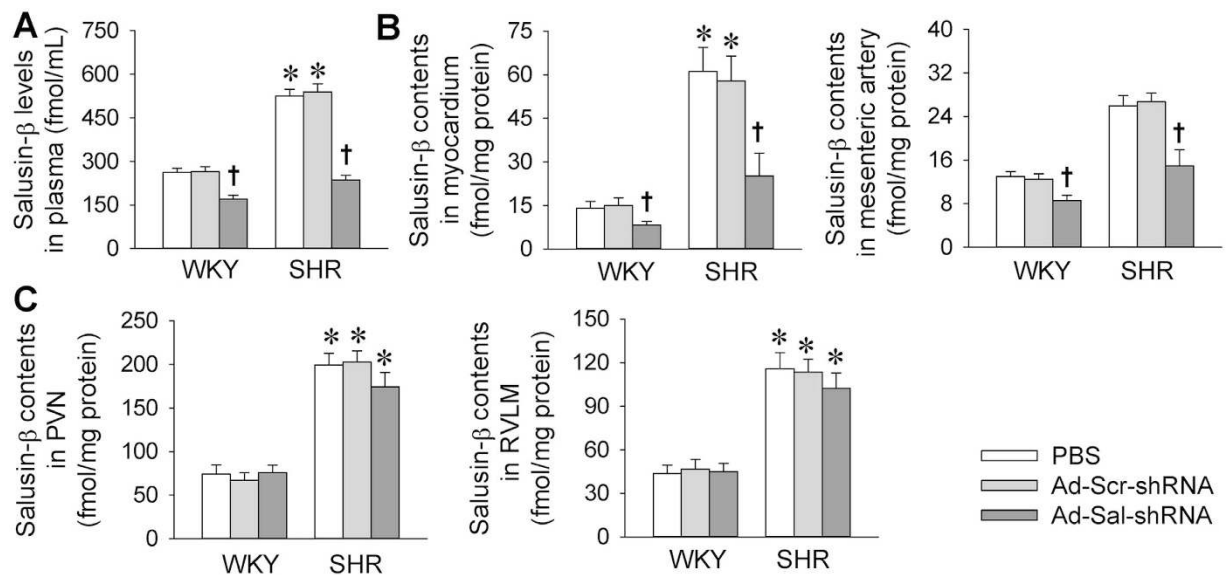 A
Salusin-β levels
in plasma (fmol/mL)
750
600
450
300
150
0
* *
†
†
WKY SHR
B
Salusin-β contents
in myocardium
(fmol/mg protein)
75
60
45
30
15
0
* *
†
†
WKY SHR
Salusin-β contents
in mesenteric artery
(fmol/mg protein)
40
32
24
16
8
0
†
†
WKY SHR
C
Salusin-β contents
in PVN
(fmol/mg protein)
250
200
150
100
50
0
* * *
WKY SHR
Salusin-β contents
in RVLM
(fmol/mg protein)
150
120
90
60
30
0
* * *
WKY SHR
PBS
Ad-Scr-shRNA
Ad-Sal-shRNA